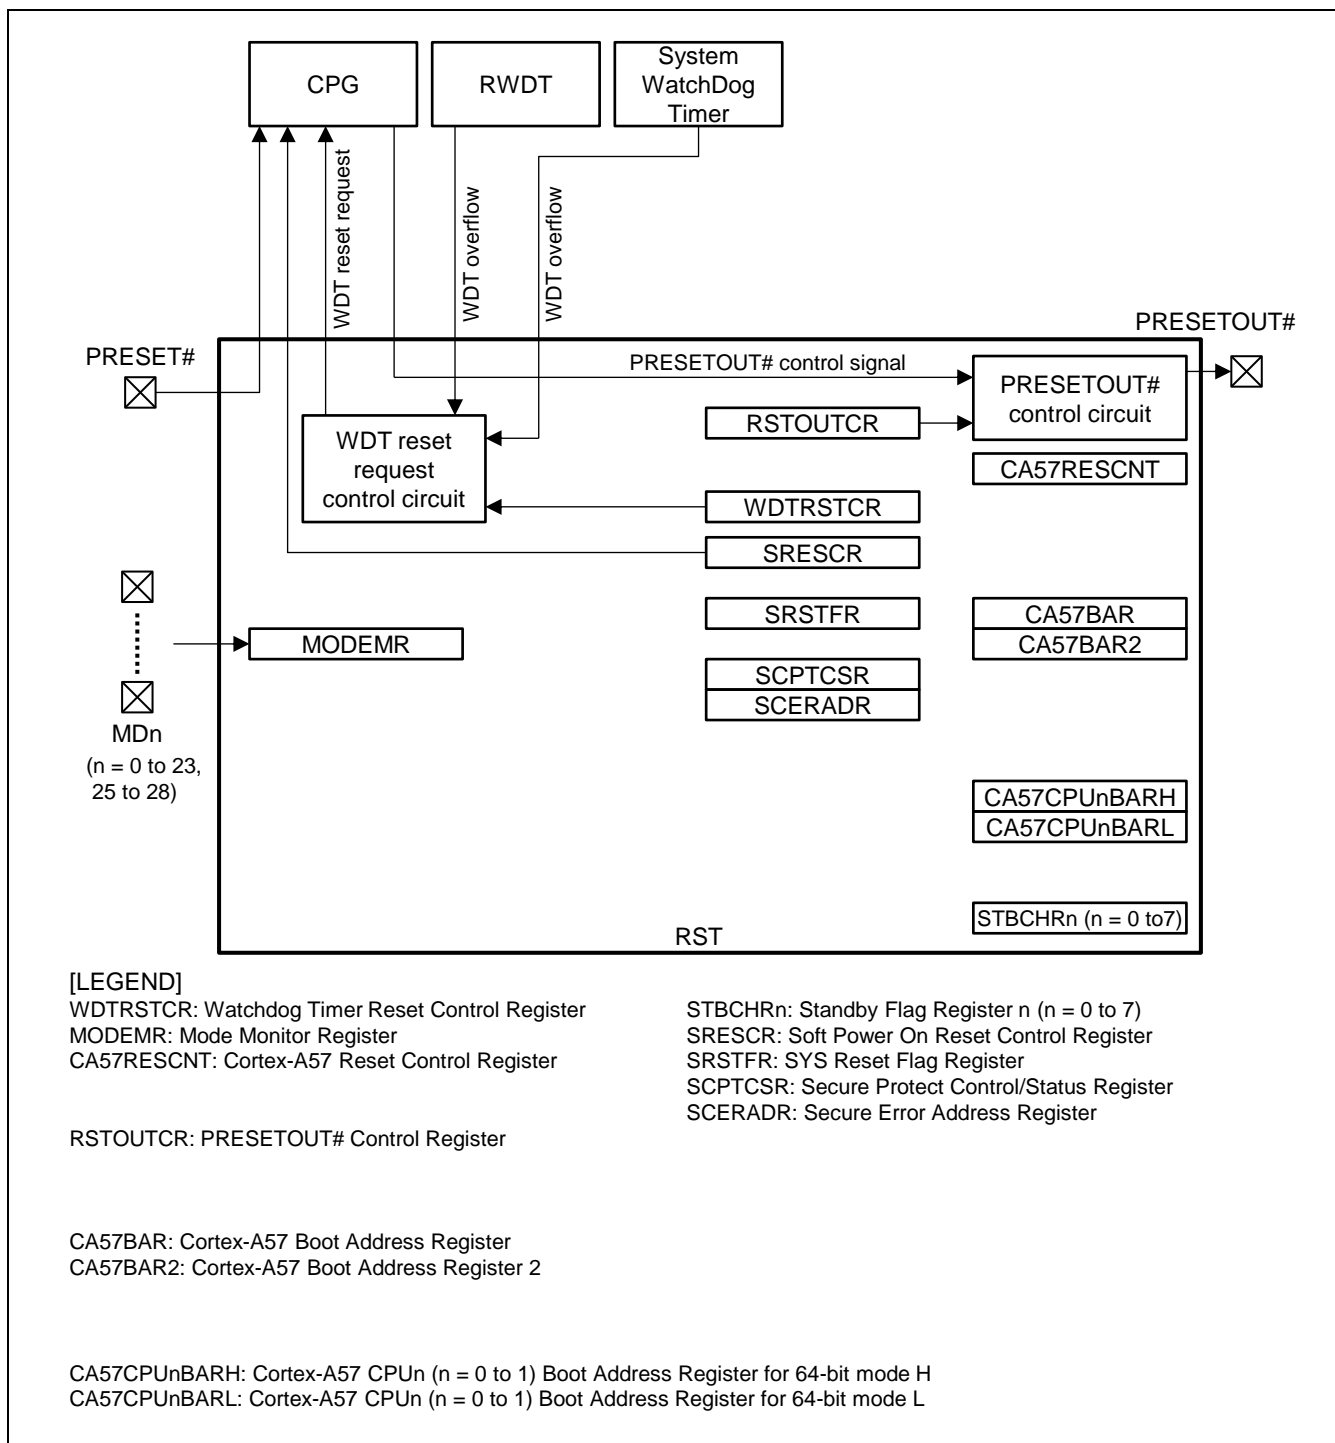 CPG
RWDT
System
WatchDog
Timer
WDT reset request
WDT overflow
WDT overflow
PRESET#
PRESETOUT#
PRESETOUT# control signal
PRESETOUT#
control circuit
WDT reset
request
control circuit
RSTOUTCR
CA57RESCNT
WDTRSTCR
SRESCR
SRSTFR
CA57BAR
CA57BAR2
MODEMR
SCPTCSR
SCERADR
MDn
(n = 0 to 23,
25 to 28)
CA57CPUnBARH
CA57CPUnBARL
STBCHRn (n = 0 to7)
RST
[LEGEND]
WDTRSTCR: Watchdog Timer Reset Control Register
MODEMR: Mode Monitor Register
CA57RESCNT: Cortex-A57 Reset Control Register
RSTOUTCR: PRESETOUT# Control Register
CA57BAR: Cortex-A57 Boot Address Register
CA57BAR2: Cortex-A57 Boot Address Register 2
CA57CPUnBARH: Cortex-A57 CPUn (n = 0 to 1) Boot Address Register for 64-bit mode H
CA57CPUnBARL: Cortex-A57 CPUn (n = 0 to 1) Boot Address Register for 64-bit mode L
STBCHRn: Standby Flag Register n (n = 0 to 7)
SRESCR: Soft Power On Reset Control Register
SRSTFR: SYS Reset Flag Register
SCPTCSR: Secure Protect Control/Status Register
SCERADR: Secure Error Address Register